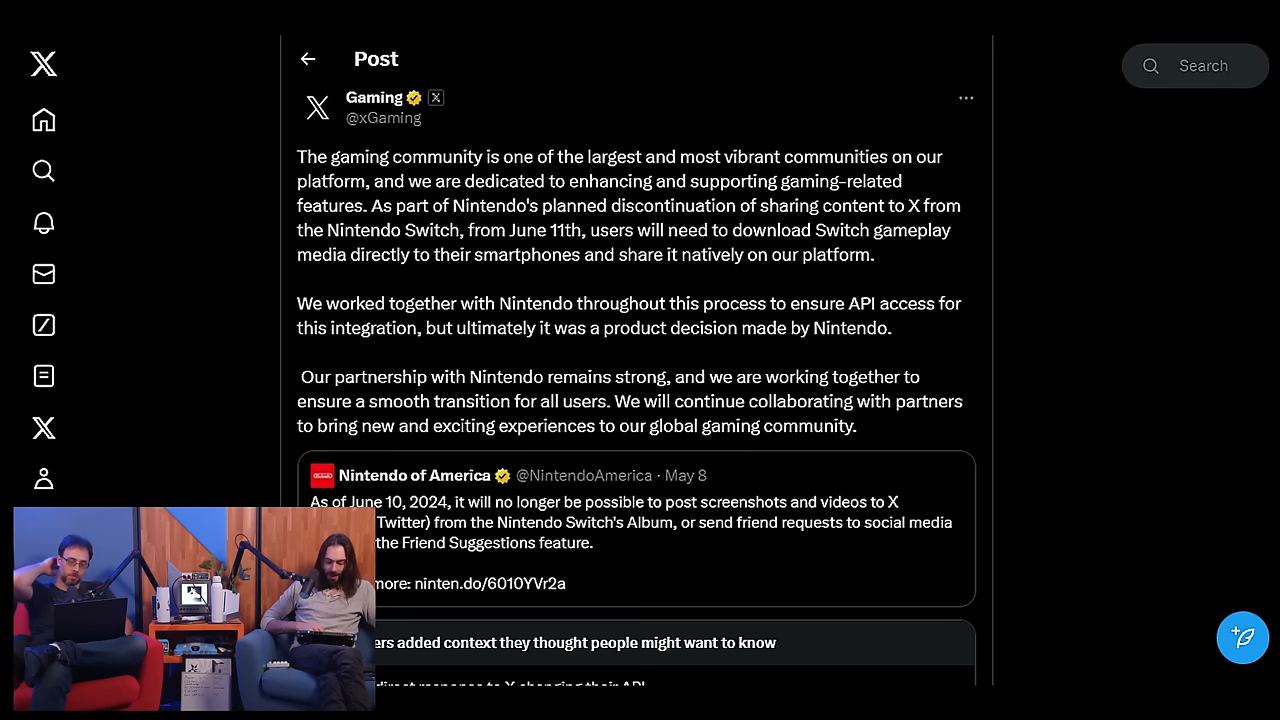 Post
Search
Gaming
@xGaming
The gaming community is one of the largest and most vibrant communities on our
platform, and we are dedicated to enhancing and supporting gaming-related
features. As part of Nintendo's planned discontinuation of sharing content to X from
the Nintendo Switch, from June 11th, users will need to download Switch gameplay
media directly to their smartphones and share it natively on our platform.
We worked together with Nintendo throughout this process to ensure API access for
this integration, but ultimately it was a product decision made by Nintendo.
Our partnership with Nintendo remains strong, and we are working together to
ensure a smooth transition for all users. We will continue collaborating with partners
to bring new and exciting experiences to our global gaming community.
Nintendo of America @NintendoAmerica · May 8
As of June 10, 2024, it will no longer be possible to post screenshots and videos to X
Twitter) from the Nintendo Switch's Album, or send friend requests to social media
the Friend Suggestions feature.
more: ninten.do/6010YVr2a
ers added context they thought people might want to know
direct response to X changing their API